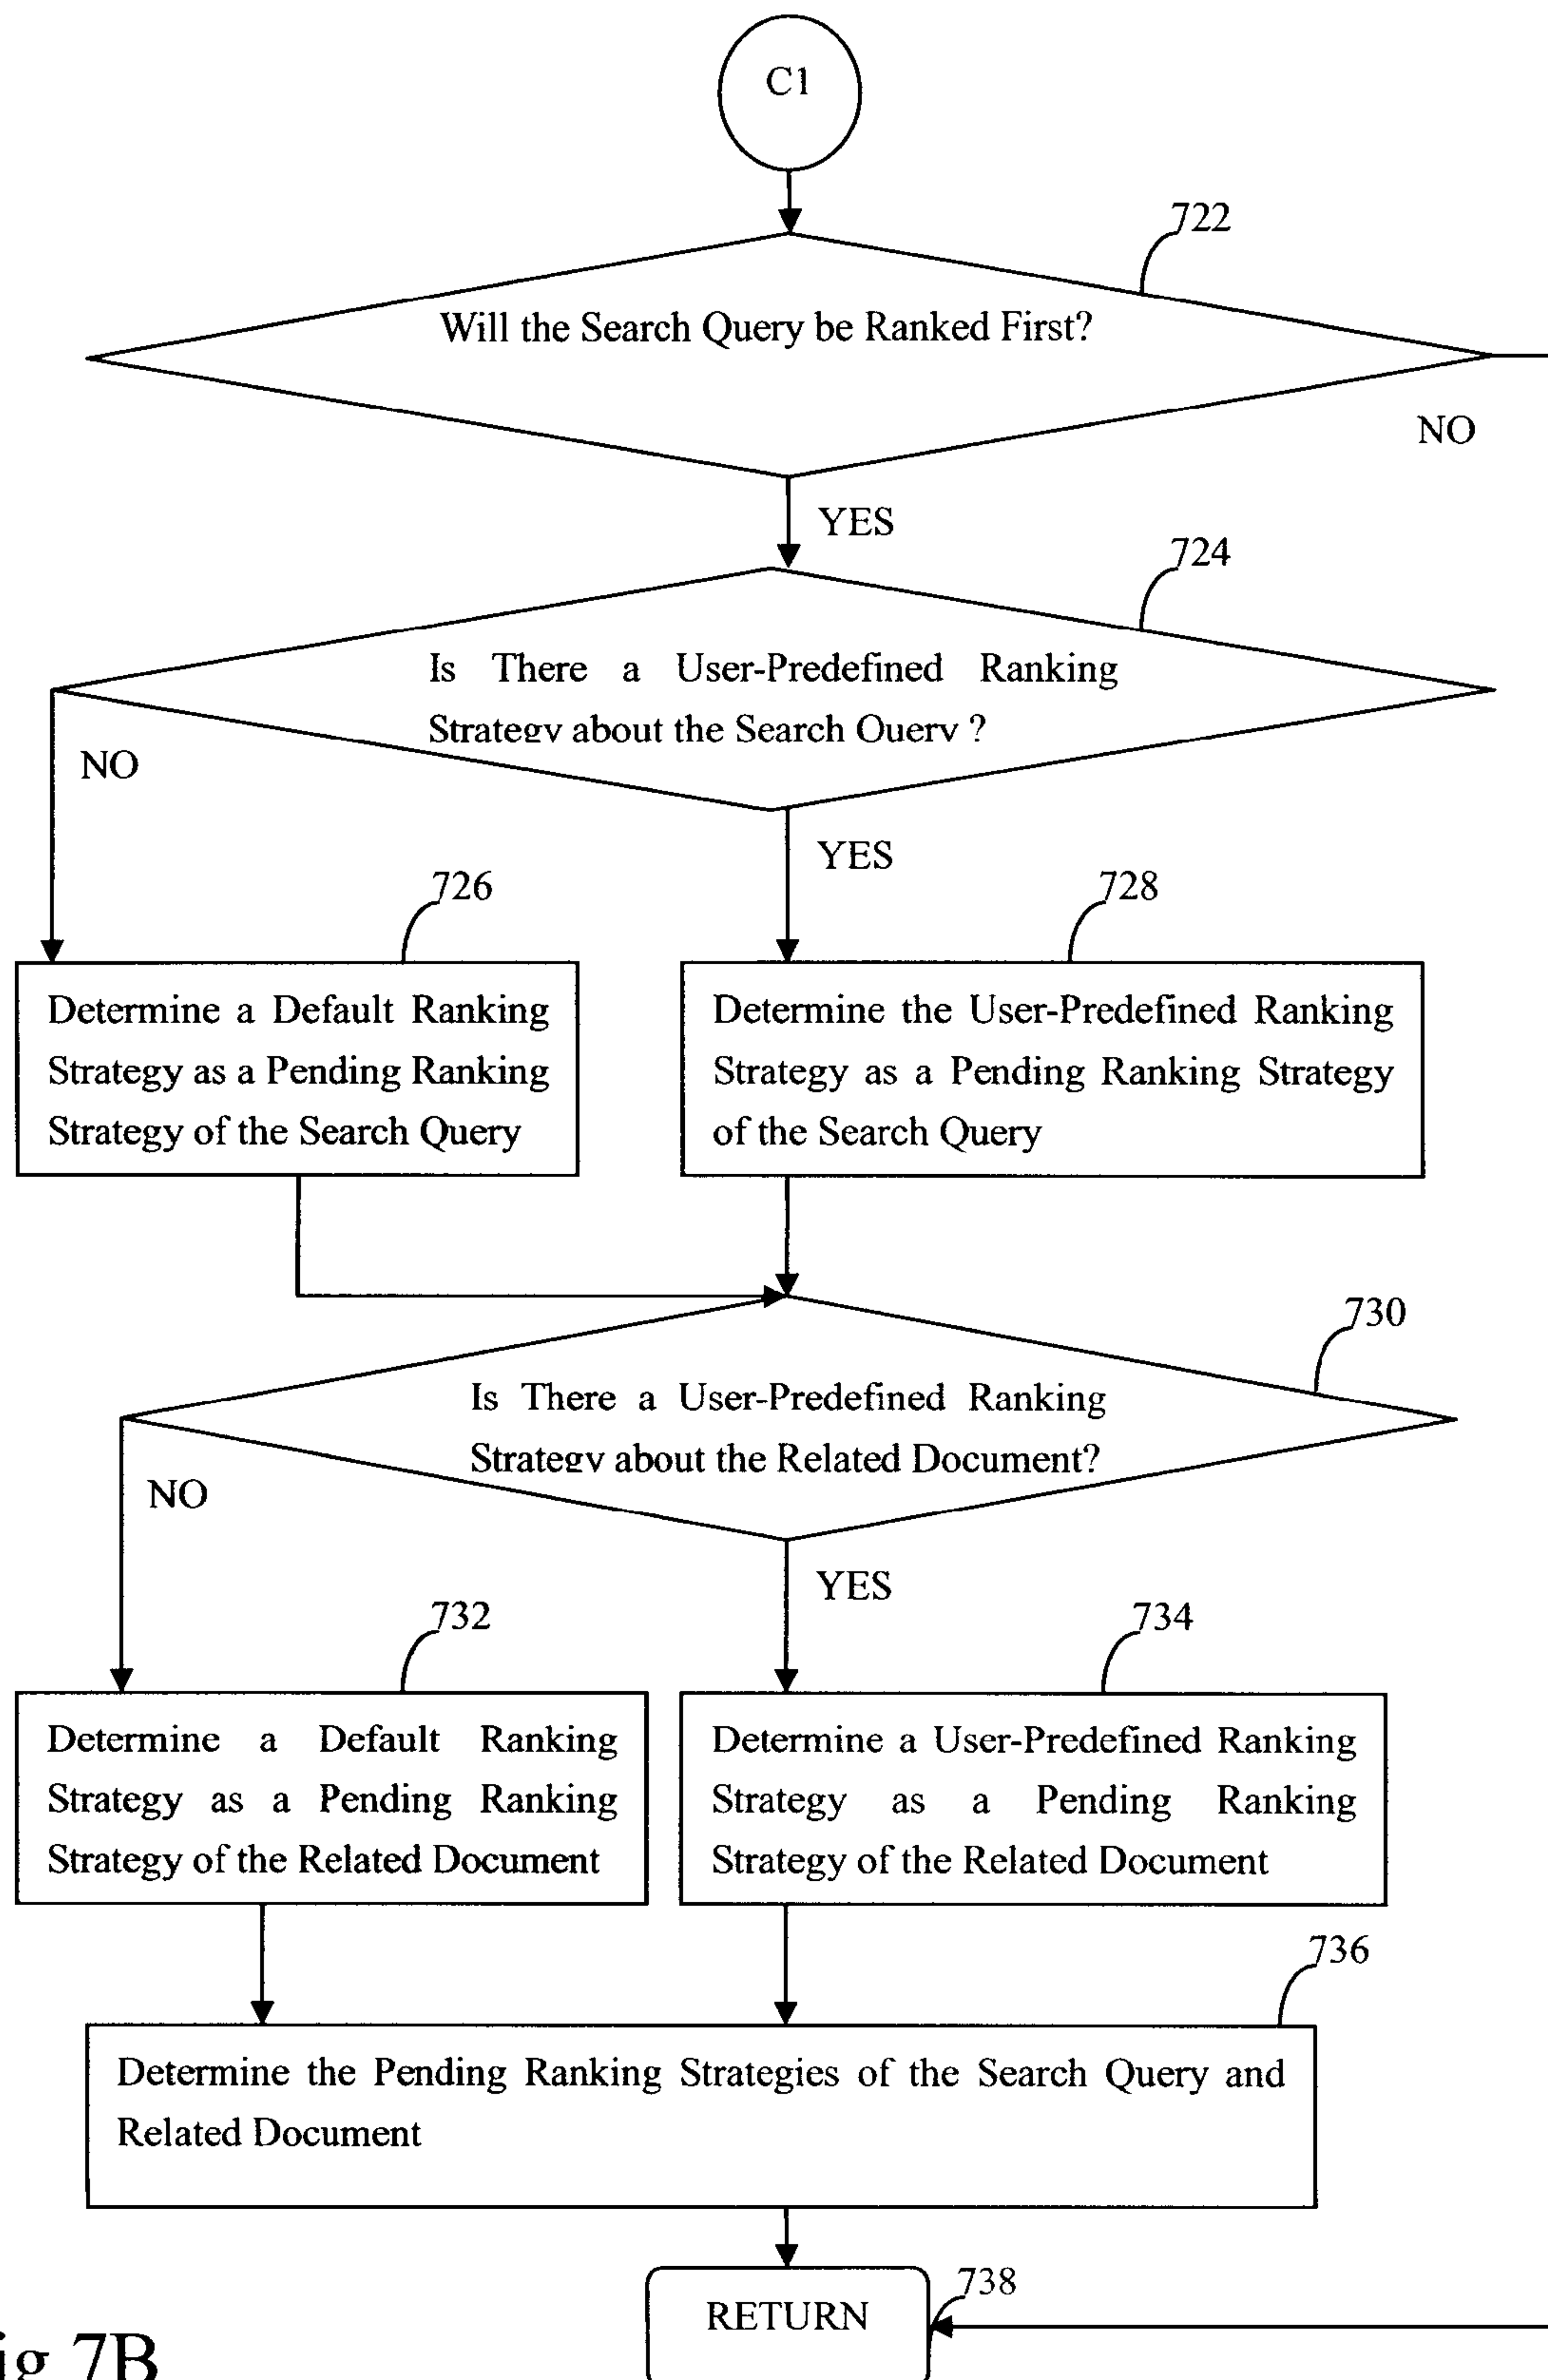 C1
722
Will the Search Query be Ranked First?
NO
YES
724
Is There a User-Predefined Ranking
Strategy about the Search Query ?
NO
YES
726
728
Determine a Default Ranking
Strategy as a Pending Ranking
Strategy of the Search Query
Determine the User-Predefined Ranking
Strategy as a Pending Ranking Strategy
of the Search Query
730
Is There a User-Predefined Ranking
Strategy about the Related Document?
NO
YES
732
734
Determine a Default Ranking
Strategy as a Pending Ranking
Strategy of the Related Document
Determine a User-Predefined Ranking
Strategy as a Pending Ranking
Strategy of the Related Document
736
Determine the Pending Ranking Strategies of the Search Query and
Related Document
738
RETURN
ig 7B